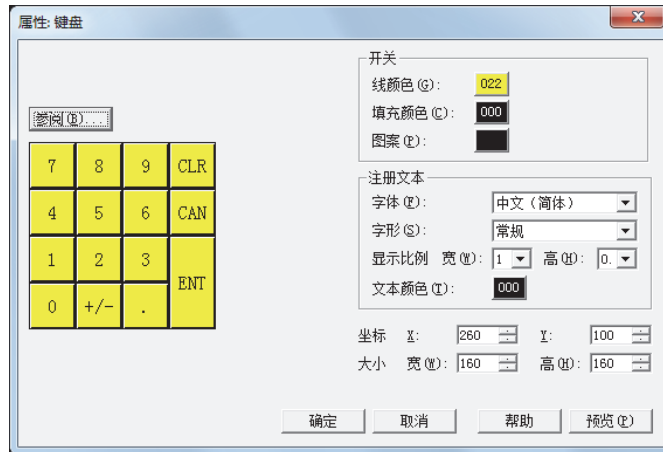 属性: 键盘
参阅(B)...
7 8 9 CLR
4 5 6 CAN
1 2 3 ENT
0 +/- .
开关
线颜色(G): 022
填充颜色(C): 000
图案(P):
注册文本
字体(F): 中文（简体）
字形(S): 常规
显示比例 宽(W): 1 高(H): 0.
文本颜色(T): 000
坐标 X: 260 Y: 100
大小 宽(W): 160 高(H): 160
确定 取消 帮助 预览(P)